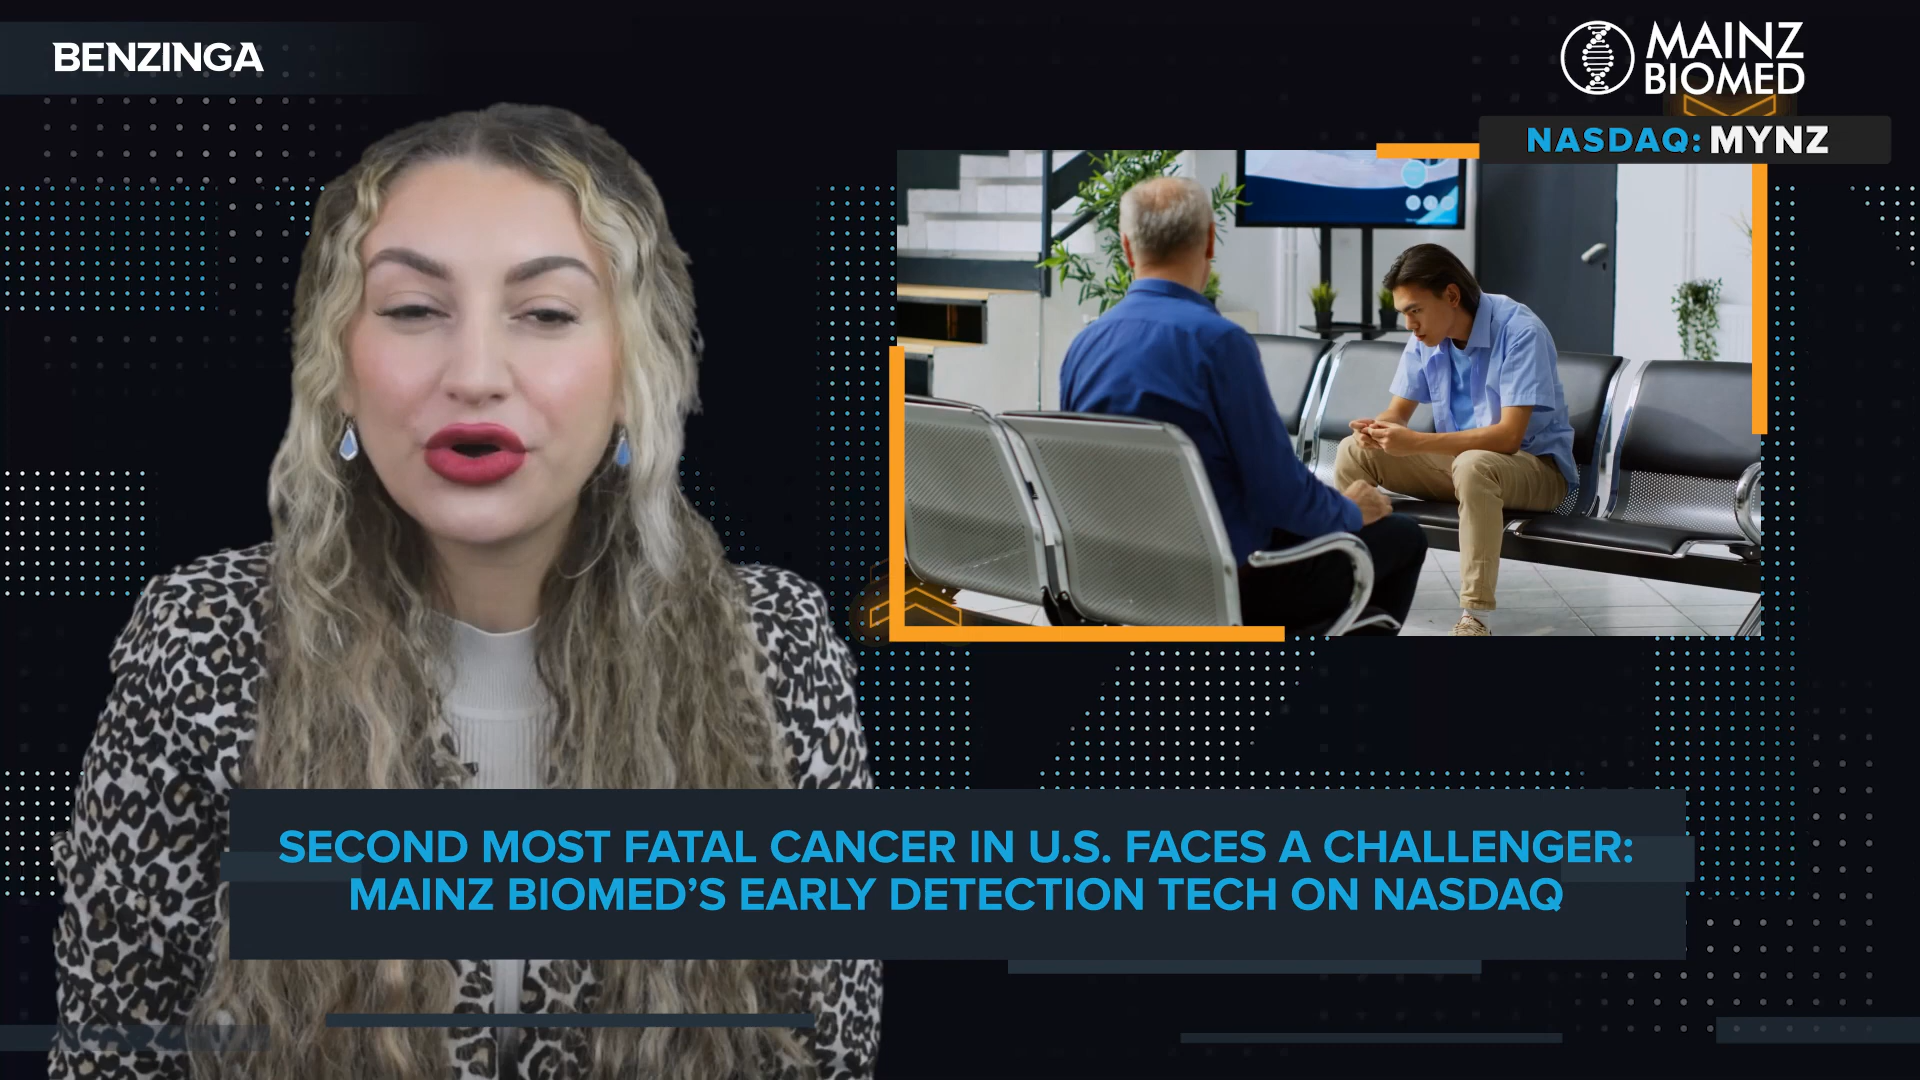 BENZINGA
MAINZ
BIOMED
NASDAQ: MYNZ
SECOND MOST FATAL CANCER IN U.S. FACES A CHALLENGER:
MAINZ BIOMED’S EARLY DETECTION TECH ON NASDAQ